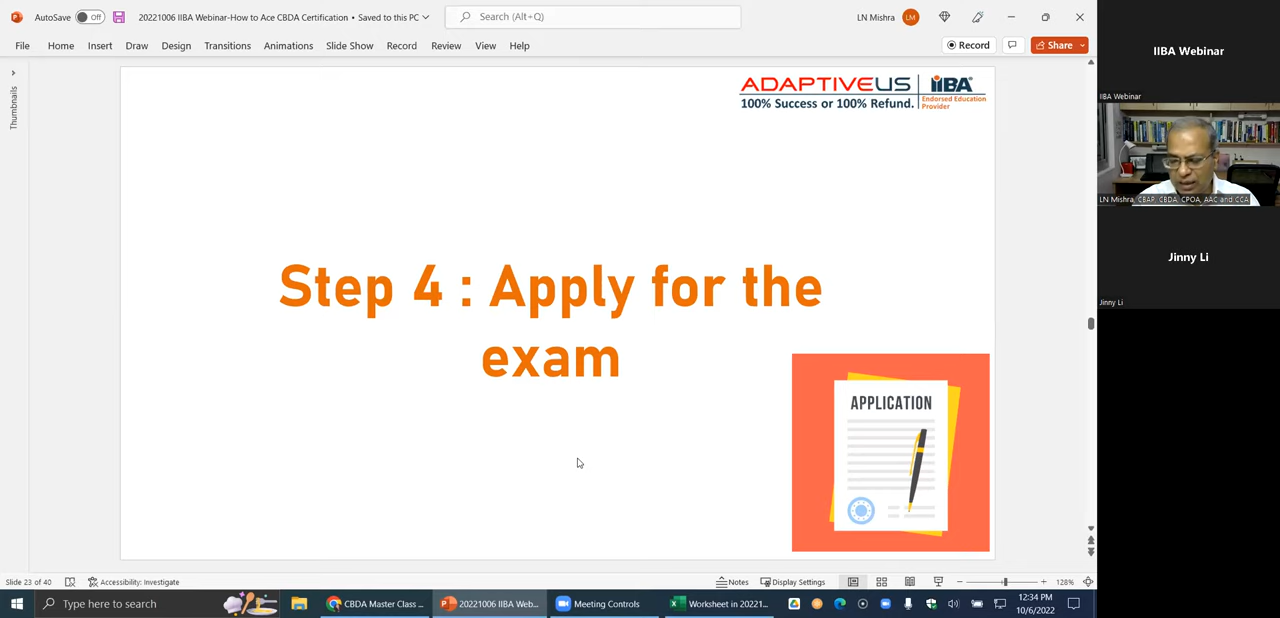 AutoSave Off 20221006 IIBA Webinar-How to Ace CBDA Certification • Saved to this PC
Search (Alt+Q)
LN Mishra LM
File Home Insert Draw Design Transitions Animations Slide Show Record Review View Help
Record Share
Thumbnails
ADAPTIVEUS IIBA®
100% Success or 100% Refund.
Endorsed Education
Provider
Step 4 : Apply for the
exam
APPLICATION
IIBA Webinar
IIBA Webinar
LN Mishra, CBAP, CBDA, CPOA, AAC and CCA
Jinny Li
Jinny Li
Slide 23 of 40 Accessibility: Investigate Notes Display Settings 128%
Type here to search
CBDA Master Class ...
20221006 IIBA Web...
Meeting Controls
Worksheet in 20221...
12:34 PM
10/6/2022